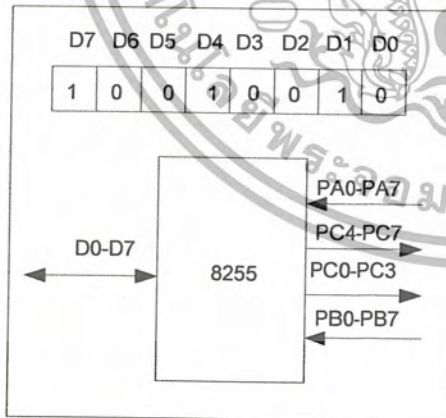 D7 D6 D5 D4 D3 D2 D1 D0
1 0 0 1 0 0 1 0
PA0-PA7
PC4-PC7
D0-D7
8255
PC0-PC3
PB0-PB7